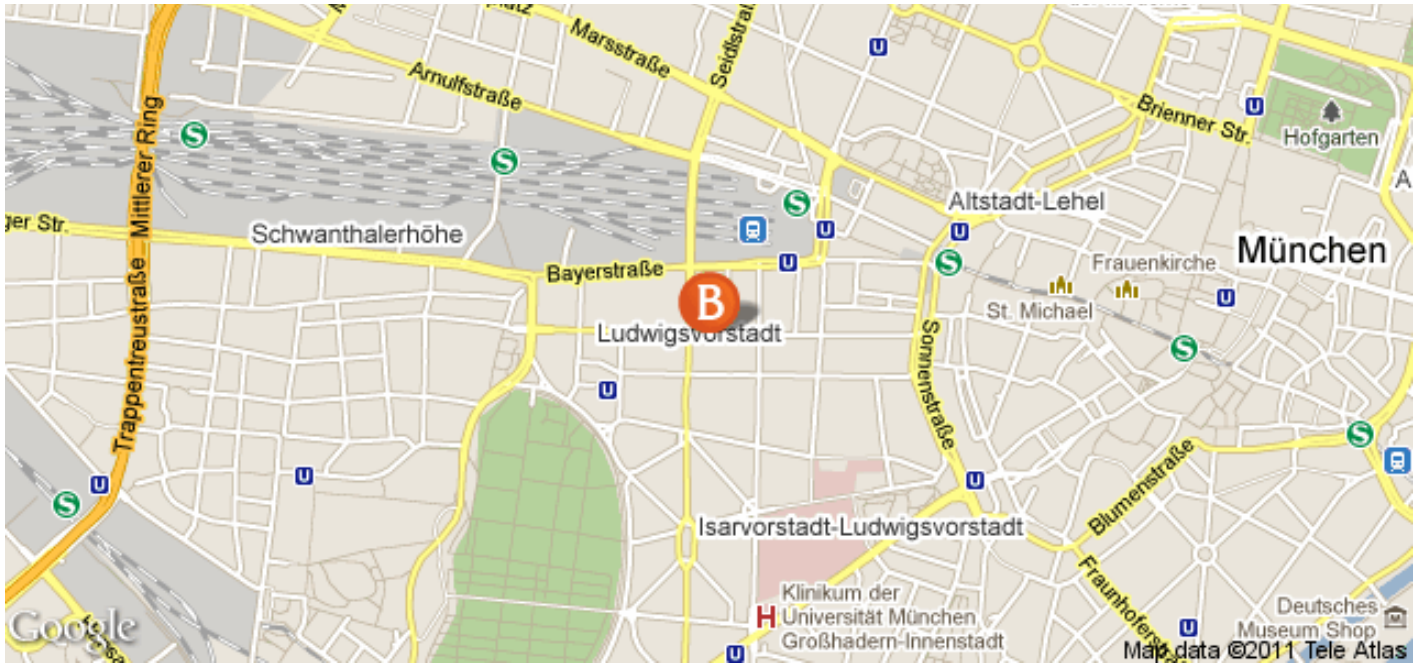 Marsstraße
Seidlstraße
Arnulfstraße
Brienner Str.
Hofgarten
A
Trappentreustraße Mittlerer Ring
S
S
S
U
U
U
Altstadt-Lehel
ger Str.
Schwanthalerhöhe
U
U
München
Bayerstraße
U
S
Frauenkirche
U
B
St. Michael
Ludwigsvorstadt
Sonnenstraße
S
U
S
U
U
S
U
Blumenstraße
Isarvorstadt-Ludwigsvorstadt
Fraunhoferstr
H
Klinikum der
Universität München
Großhadern-Innenstadt
Deutsches
Museum Shop
U
U
Google
Map data ©2011 Tele Atlas